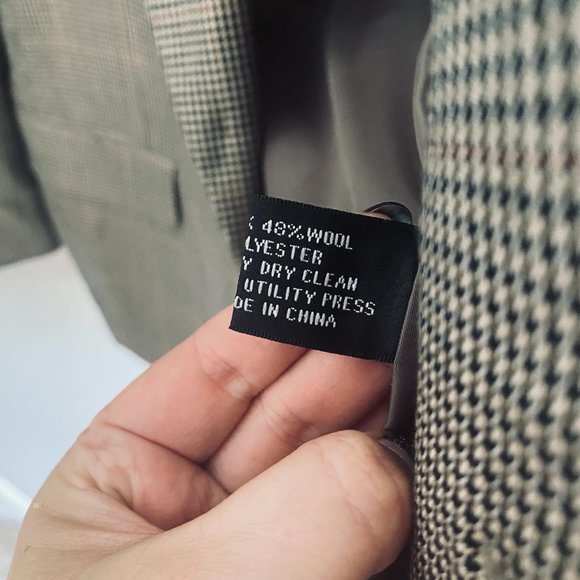 48% WOOL
LYESTER
Y DRY CLEAN
UTILITY PRESS
DE IN CHINA